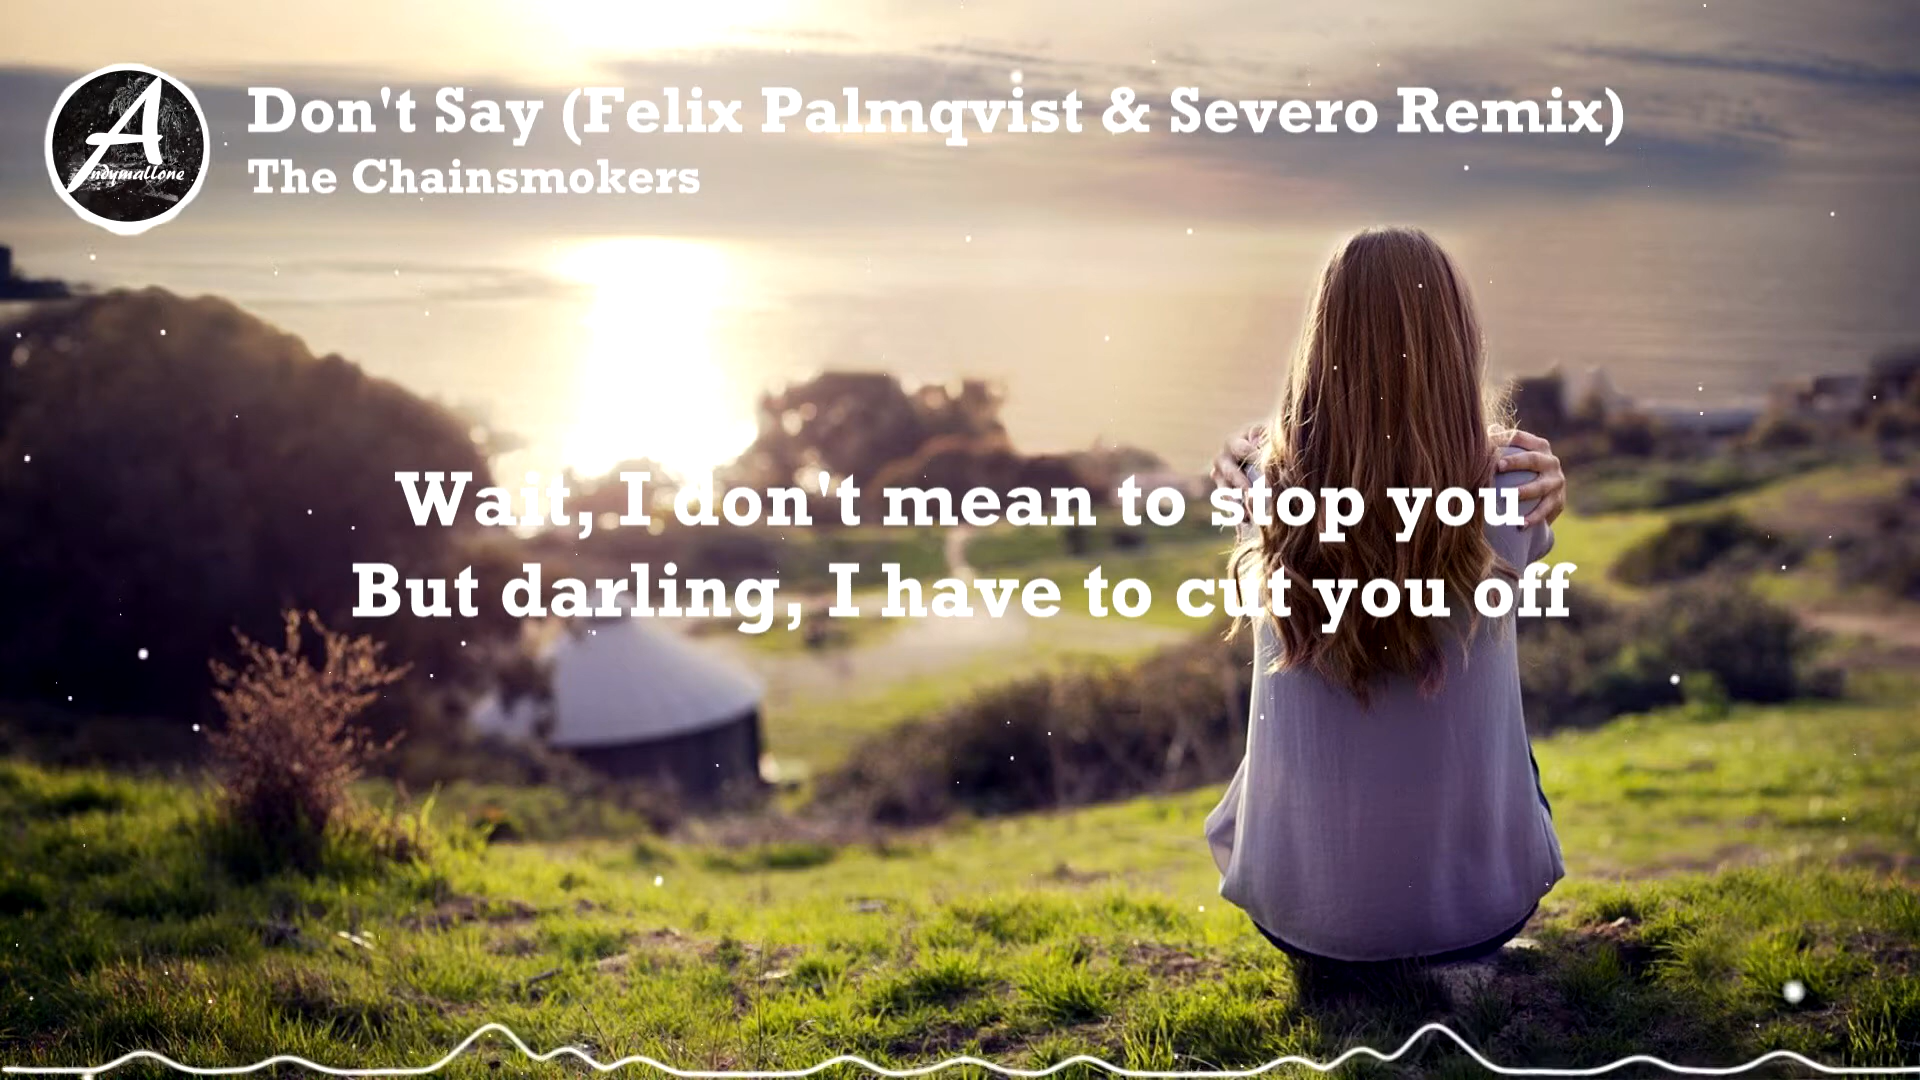 Don't Say (Felix Palmqvist & Severo Remix)
The Chainsmokers
Andymallone
Wait, I don't mean to stop you
But darling, I have to cut you off